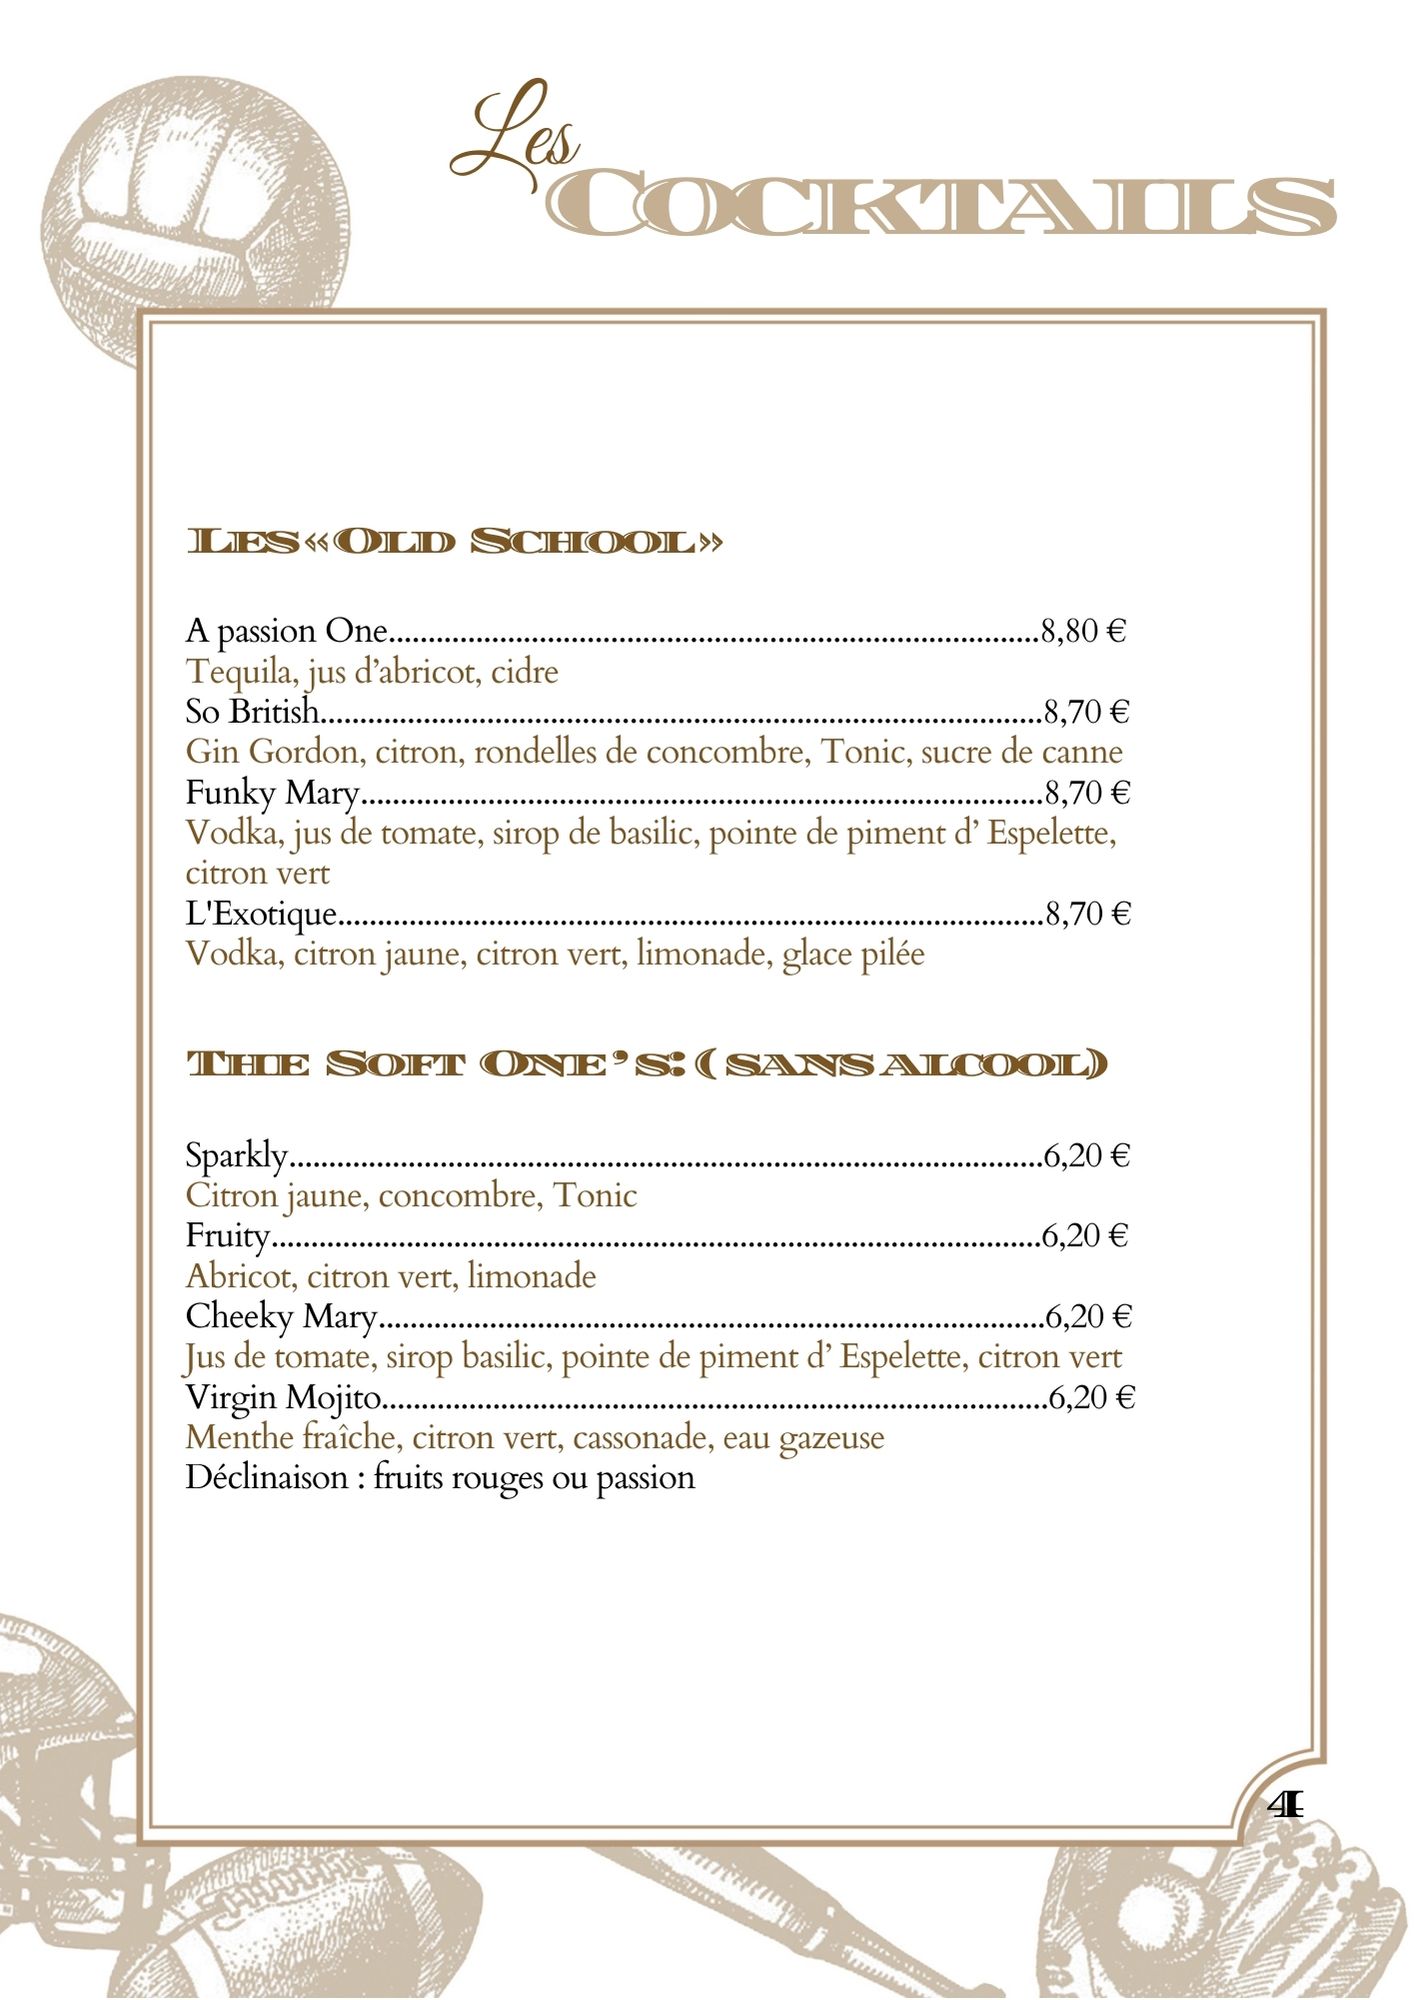 Les
COCKTAILS
LES «OLD SCHOOL»
A passion One...................................................................................8,80 €
Tequila, jus d’abricot, cidre
So British............................................................................................8,70 €
Gin Gordon, citron, rondelles de concombre, Tonic, sucre de canne
Funky Mary.......................................................................................8,70 €
Vodka, jus de tomate, sirop de basilic, pointe de piment d’ Espelette,
citron vert
L'Exotique..........................................................................................8,70 €
Vodka, citron jaune, citron vert, limonade, glace pilée
THE SOFT ONE’S: ( SANS ALCOOL)
Sparkly................................................................................................6,20 €
Citron jaune, concombre, Tonic
Fruity..................................................................................................6,20 €
Abricot, citron vert, limonade
Cheeky Mary.....................................................................................6,20 €
Jus de tomate, sirop basilic, pointe de piment d’ Espelette, citron vert
Virgin Mojito.....................................................................................6,20 €
Menthe fraîche, citron vert, cassonade, eau gazeuse
Déclinaison : fruits rouges ou passion
4